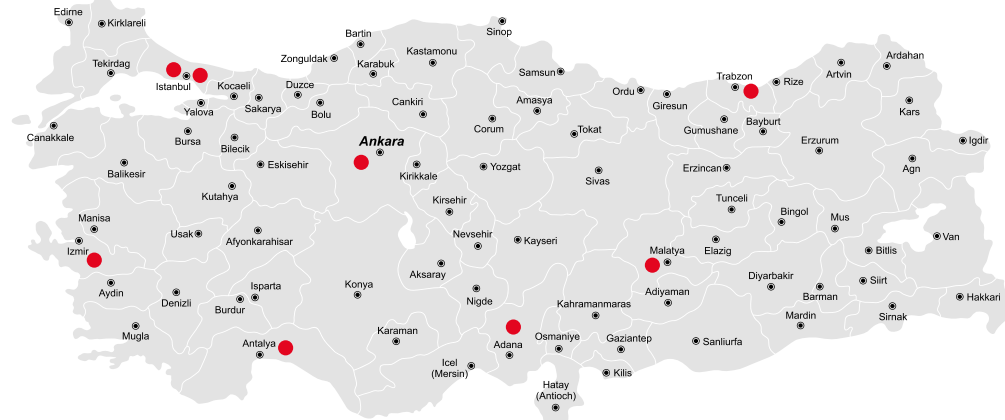 Edirne
Kirklareli
Tekirdag
Istanbul
Kocaeli
Yalova
Sakarya
Duzce
Bolu
Zonguldak
Bartin
Karabuk
Kastamonu
Sinop
Samsun
Cankiri
Corum
Amasya
Tokat
Ordu
Giresun
Trabzon
Rize
Artvin
Ardahan
Kars
Gumushane
Bayburt
Erzurum
Igdir
Agn
Canakkale
Balikesir
Bursa
Bilecik
Eskisehir
Kutahya
Ankara
Kirikkale
Yozgat
Sivas
Erzincan
Tunceli
Bingol
Mus
Van
Bitlis
Manisa
Izmir
Usak
Afyonkarahisar
Kirsehir
Nevsehir
Kayseri
Malatya
Elazig
Diyarbakir
Barman
Siirt
Hakkari
Sirnak
Mardin
Aydin
Denizli
Burdur
Isparta
Konya
Aksaray
Nigde
Kahramanmaras
Adiyaman
Mugla
Antalya
Karaman
Icel
(Mersin)
Adana
Osmaniye
Gaziantep
Sanliurfa
Kilis
Hatay
(Antioch)